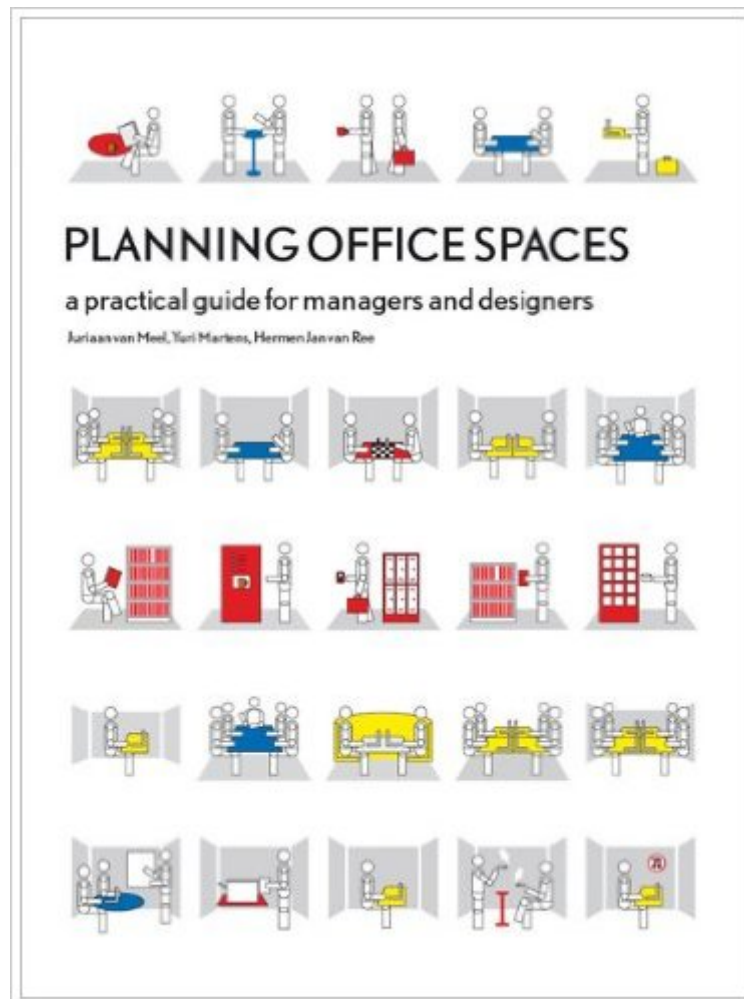 PLANNING OFFICE SPACES
a practical guide for managers and designers
Juriaan van Meel, Yuri Martens, Hermen Jan van Ree